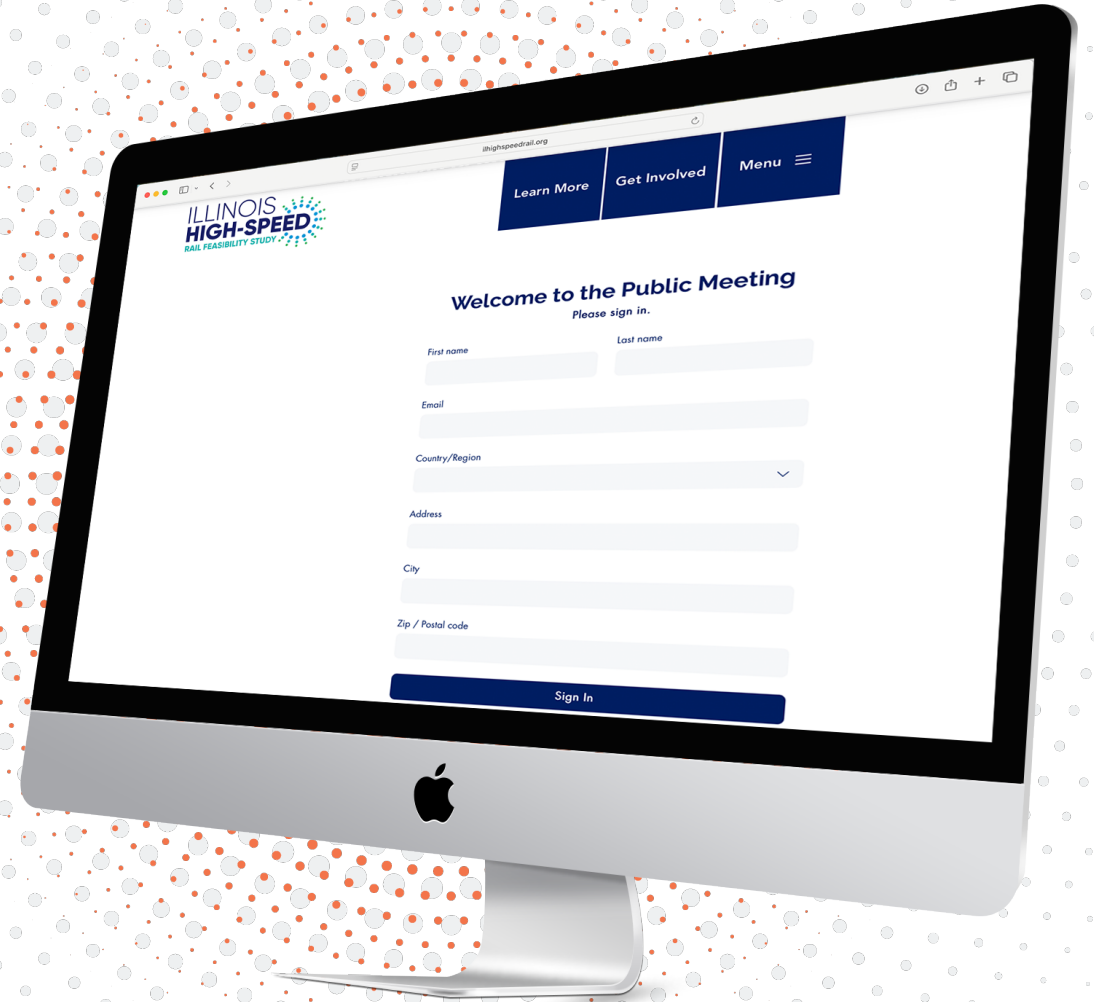 ilhighspeedrail.org
ILLINOIS
HIGH-SPEED
RAIL FEASIBILITY STUDY
Learn More
Get Involved
Menu
Welcome to the Public Meeting
Please sign in.
First name
Last name
Email
Country/Region
Address
City
Zip / Postal code
Sign In